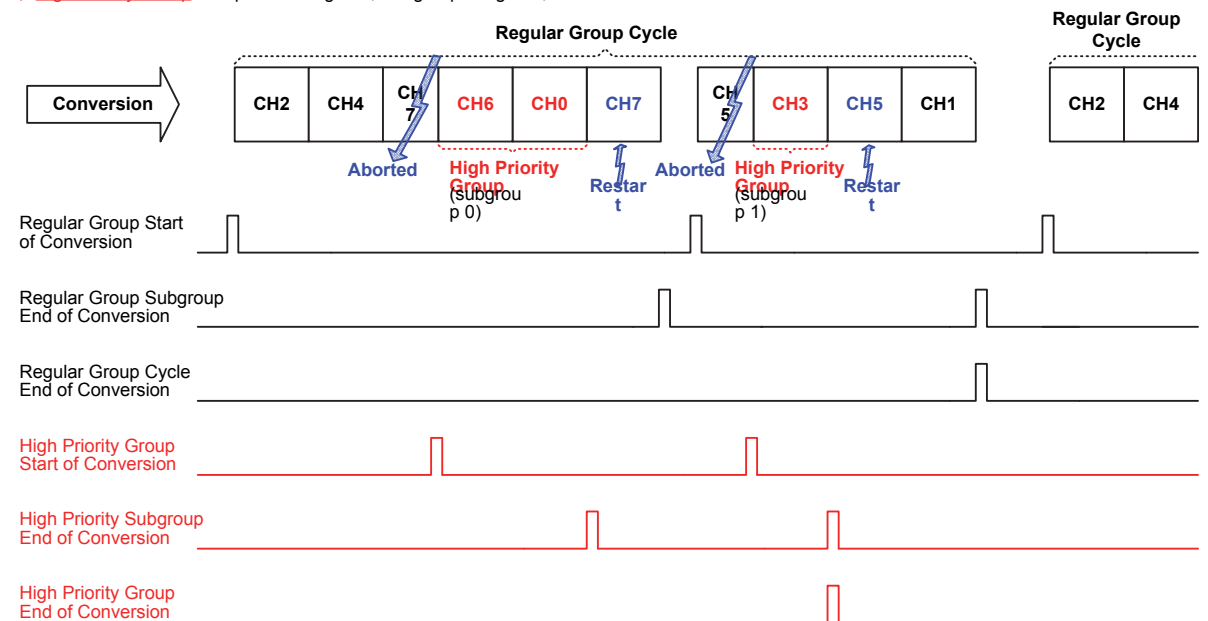 Regular Group Cycle
Regular Group
Cycle
Conversion
CH2
CH4
CH
7
CH6
CH0
CH7
CH
5
CH3
CH5
CH1
CH2
CH4
Aborted
High Priority
Group
(subgrou
p 0)
Restar
t
Aborted
High Priority
Group
(subgrou
p 1)
Restar
t
Regular Group Start
of Conversion
Regular Group Subgroup
End of Conversion
Regular Group Cycle
End of Conversion
High Priority Group
Start of Conversion
High Priority Subgroup
End of Conversion
High Priority Group
End of Conversion